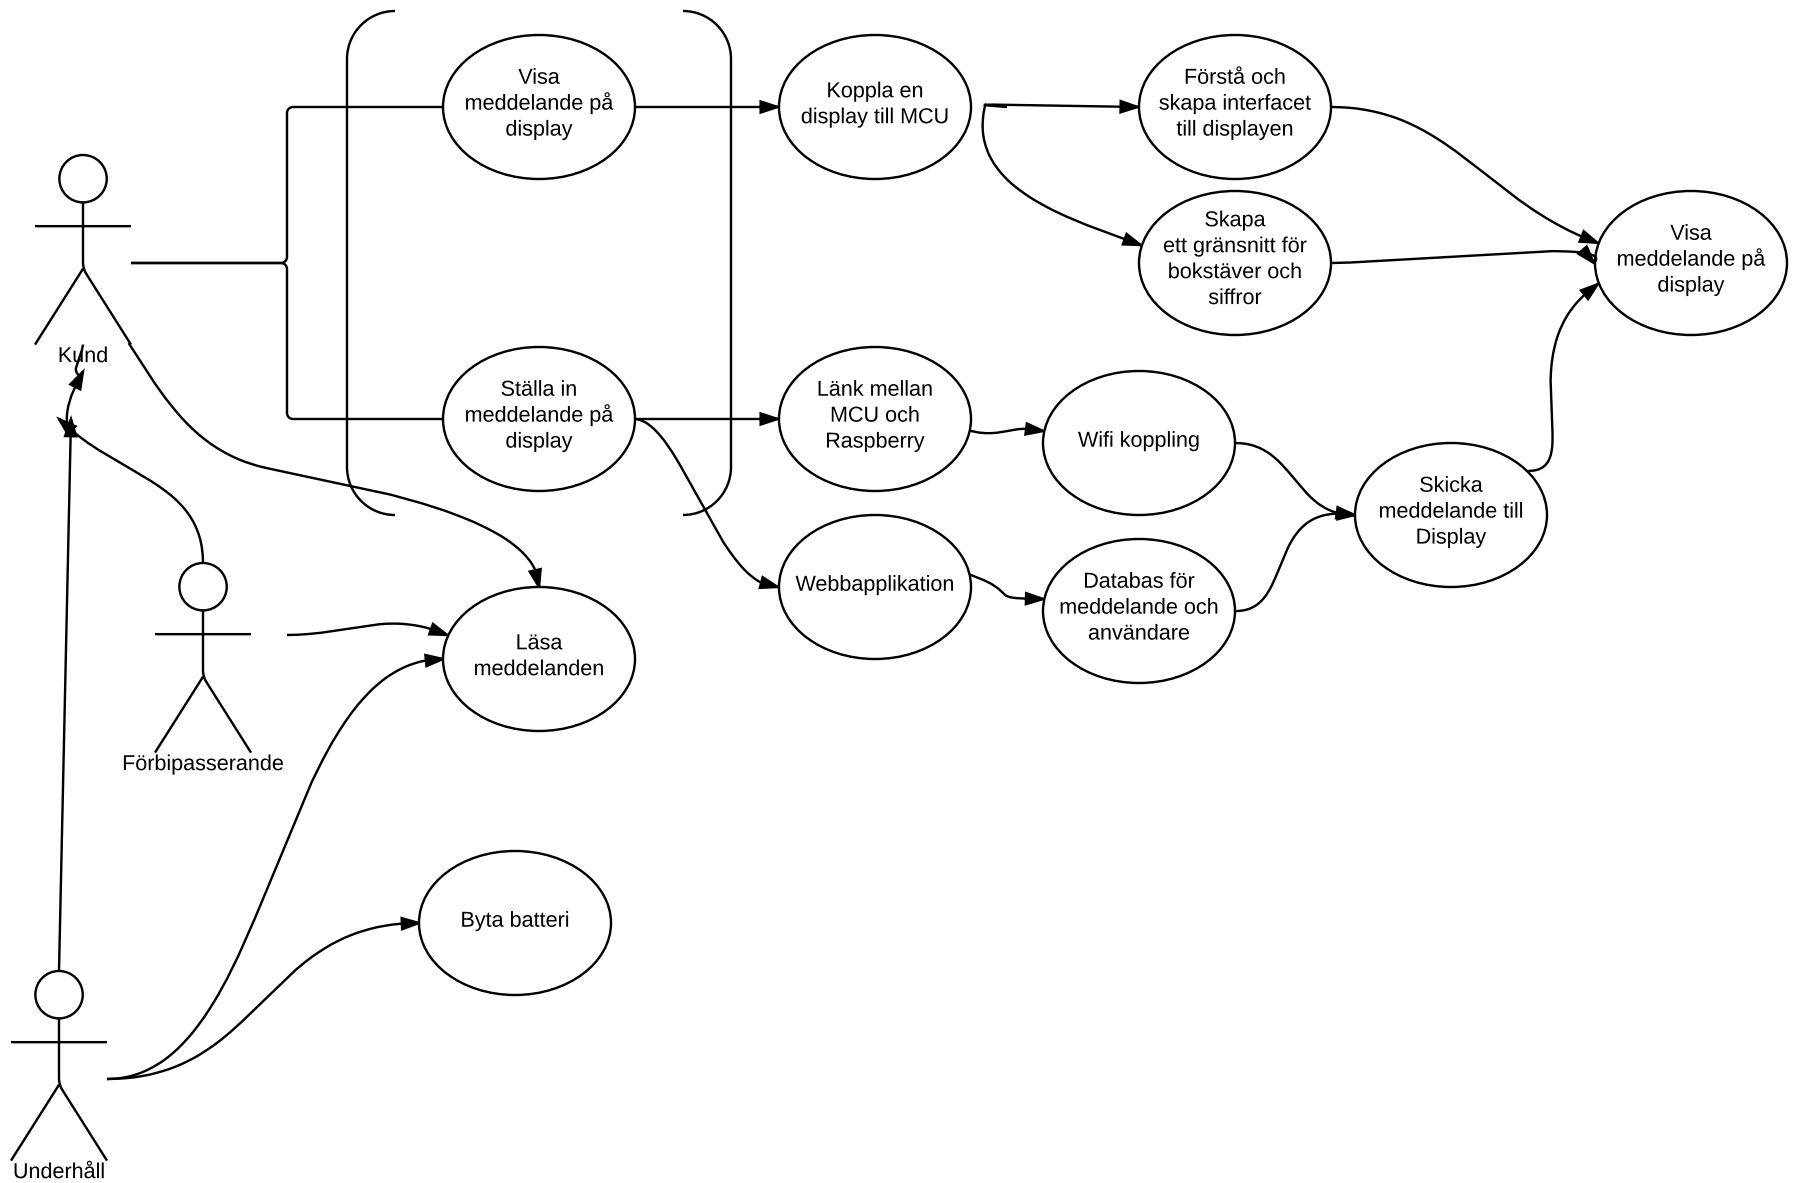 Visa
meddelande på
display
Koppla en
display till MCU
Förstå och
skapa interfacet
till displayen
Skapa
ett gränsnitt för
bokstäver och
siffror
Visa
meddelande på
display
Kund
Ställa in
meddelande på
display
Länk mellan
MCU och
Raspberry
Wifi koppling
Skicka
meddelande till
Display
Webbapplikation
Databas för
meddelande och
användare
Läsa
meddelanden
Förbipasserande
Byta batteri
Underhåll